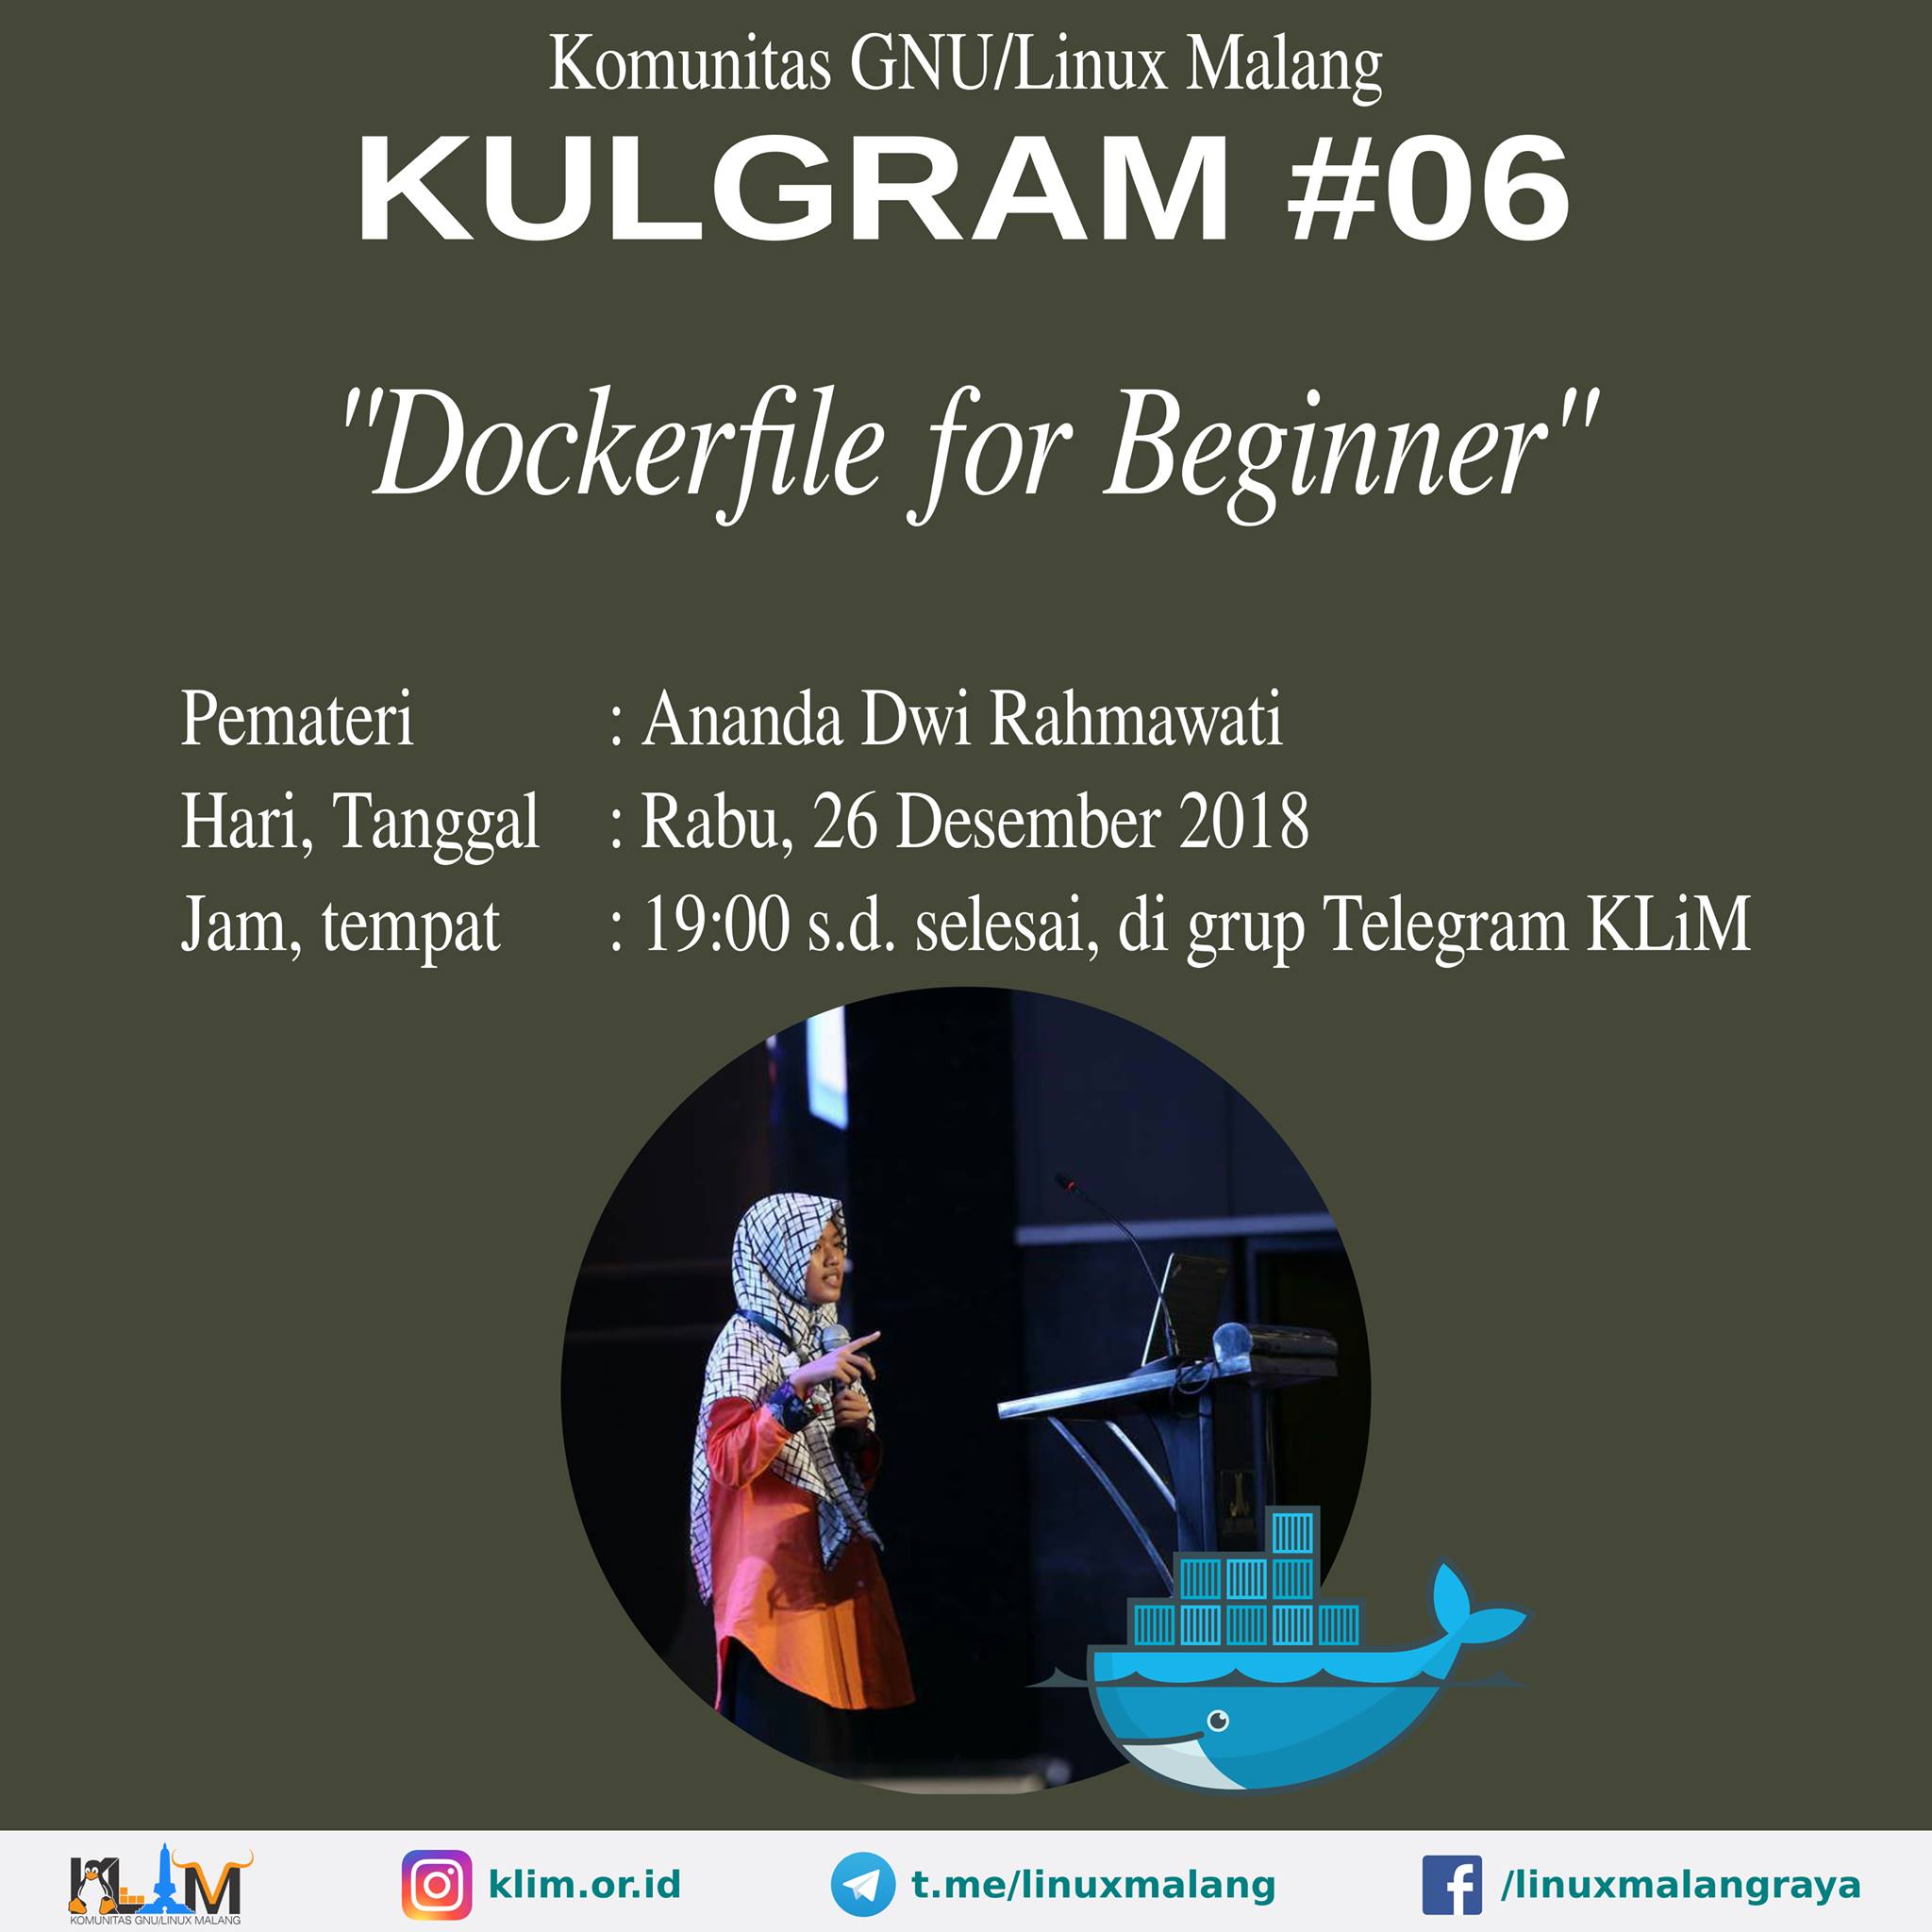 Komunitas GNU/Linux Malang
KULGRAM #06
"Dockerfile for Beginner"
Pemateri : Ananda Dwi Rahmawati
Hari, Tanggal : Rabu, 26 Desember 2018
Jam, tempat : 19:00 s.d. selesai, di grup Telegram KLiM
KLiM
KOMUNITAS GNU/LINUX MALANG
klim.or.id
t.me/linuxmalang
/linuxmalangraya